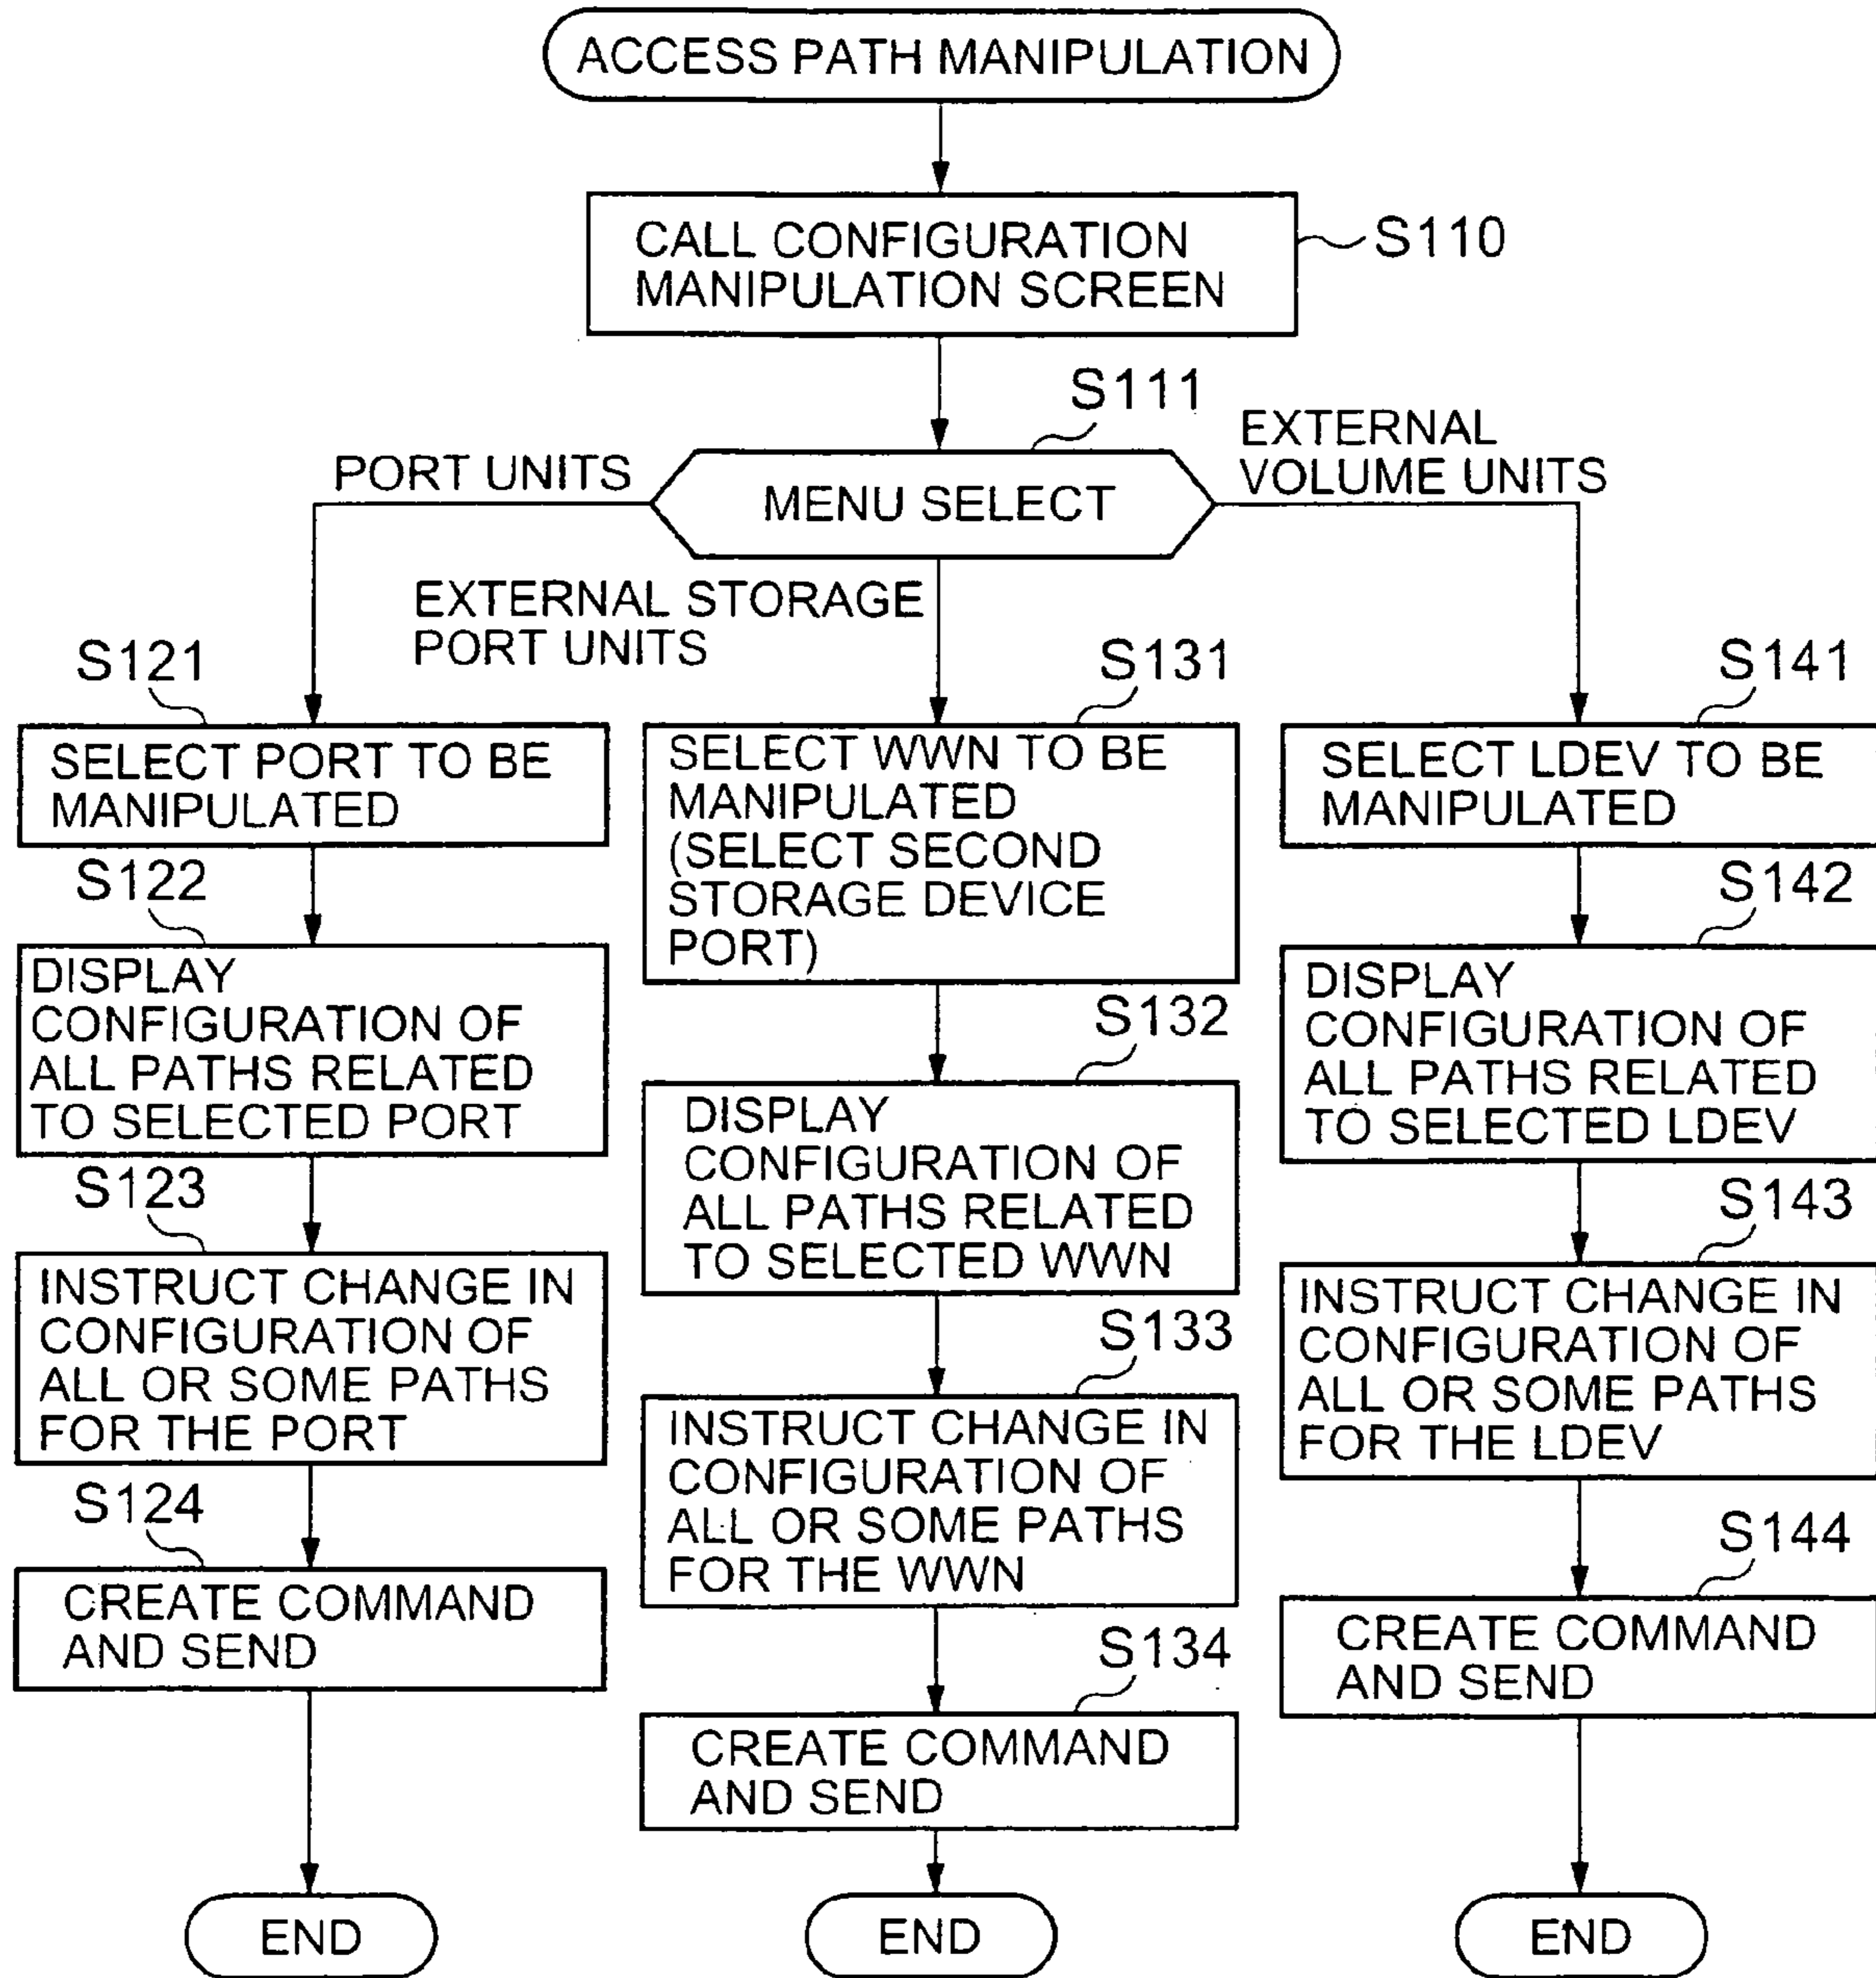 ACCESS PATH MANIPULATION
CALL CONFIGURATION
MANIPULATION SCREEN
S110
S111
MENU SELECT
PORT UNITS
EXTERNAL STORAGE
PORT UNITS
EXTERNAL
VOLUME UNITS
S121
SELECT PORT TO BE
MANIPULATED
S122
DISPLAY
CONFIGURATION OF
ALL PATHS RELATED
TO SELECTED PORT
S123
INSTRUCT CHANGE IN
CONFIGURATION OF
ALL OR SOME PATHS
FOR THE PORT
S124
CREATE COMMAND
AND SEND
END
S131
SELECT WWN TO BE
MANIPULATED
(SELECT SECOND
STORAGE DEVICE
PORT)
S132
DISPLAY
CONFIGURATION OF
ALL PATHS RELATED
TO SELECTED WWN
S133
INSTRUCT CHANGE IN
CONFIGURATION OF
ALL OR SOME PATHS
FOR THE WWN
S134
CREATE COMMAND
AND SEND
END
S141
SELECT LDEV TO BE
MANIPULATED
S142
DISPLAY
CONFIGURATION OF
ALL PATHS RELATED
TO SELECTED LDEV
S143
INSTRUCT CHANGE IN
CONFIGURATION OF
ALL OR SOME PATHS
FOR THE LDEV
S144
CREATE COMMAND
AND SEND
END